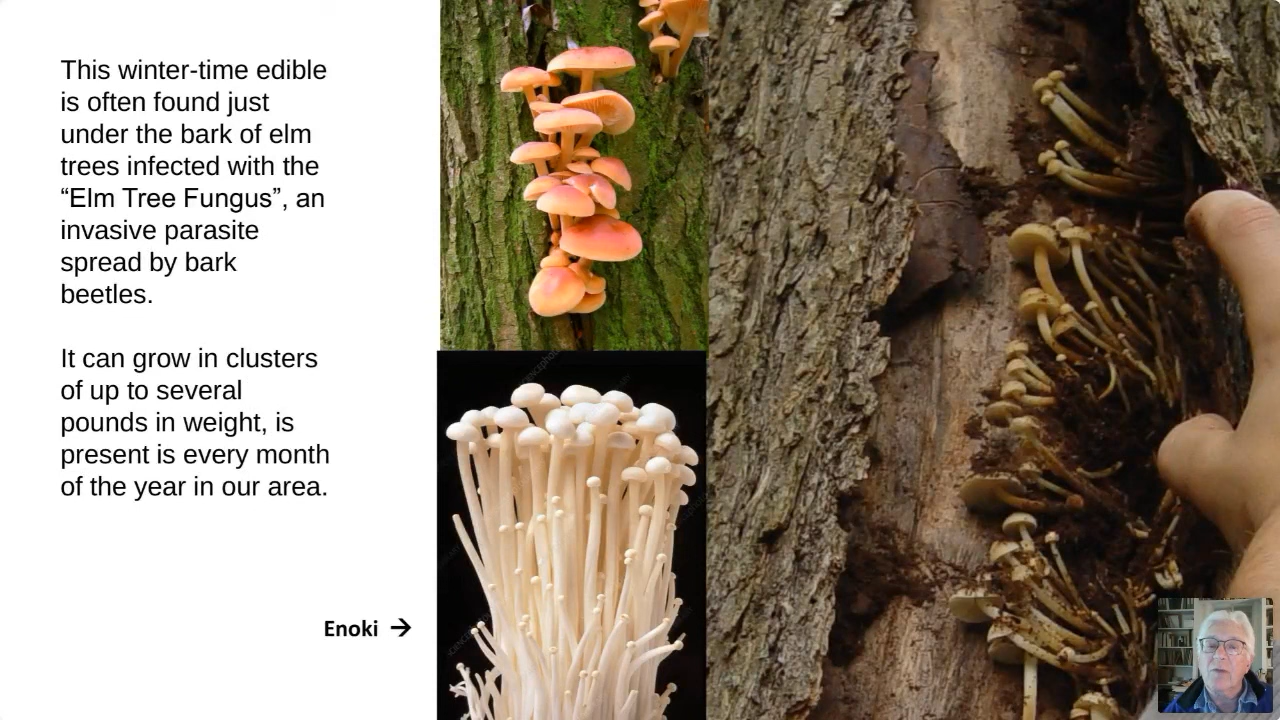 This winter-time edible
is often found just
under the bark of elm
trees infected with the
“Elm Tree Fungus”, an
invasive parasite
spread by bark
beetles.
It can grow in clusters
of up to several
pounds in weight, is
present is every month
of the year in our area.
Enoki →